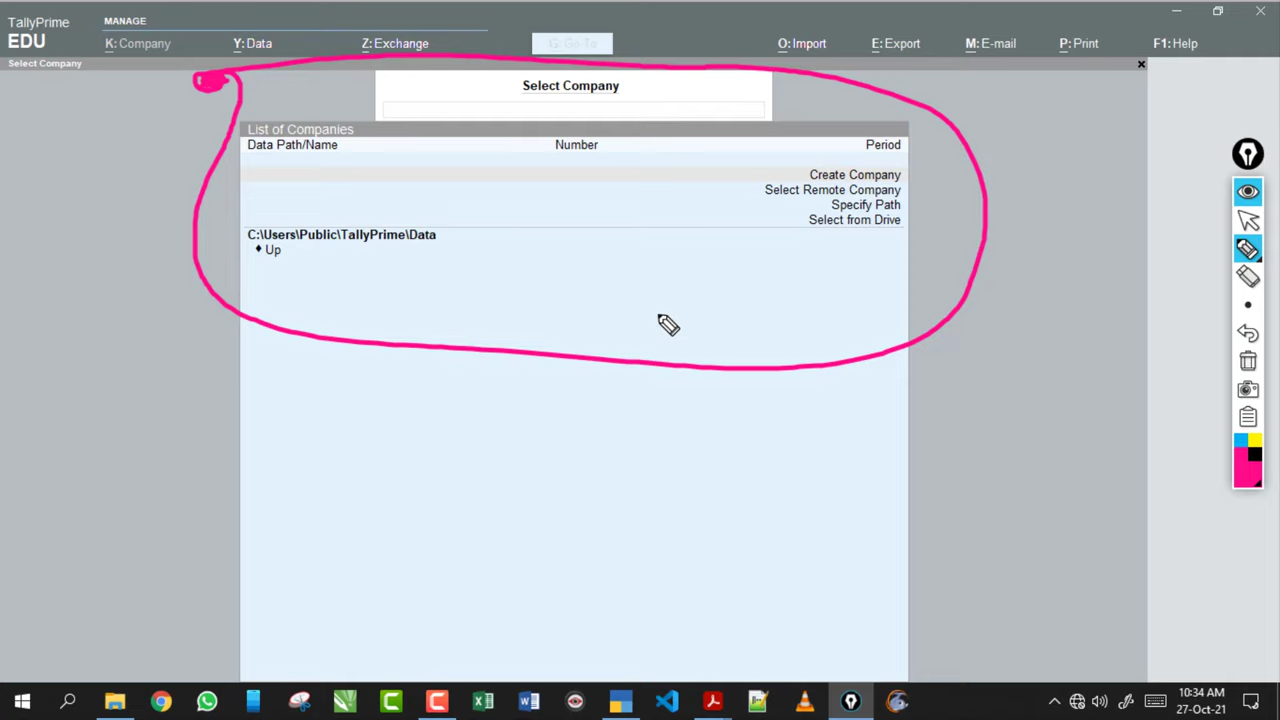 TallyPrime
EDU
MANAGE
K: Company
Y: Data
Z: Exchange
G: Go To
O: Import
E: Export
M: E-mail
P: Print
F1: Help
Select Company
Select Company
List of Companies
Data Path/Name Number Period
Create Company
Select Remote Company
Specify Path
Select from Drive
C:\Users\Public\TallyPrime\Data
♦ Up
10:34 AM
27-Oct-21